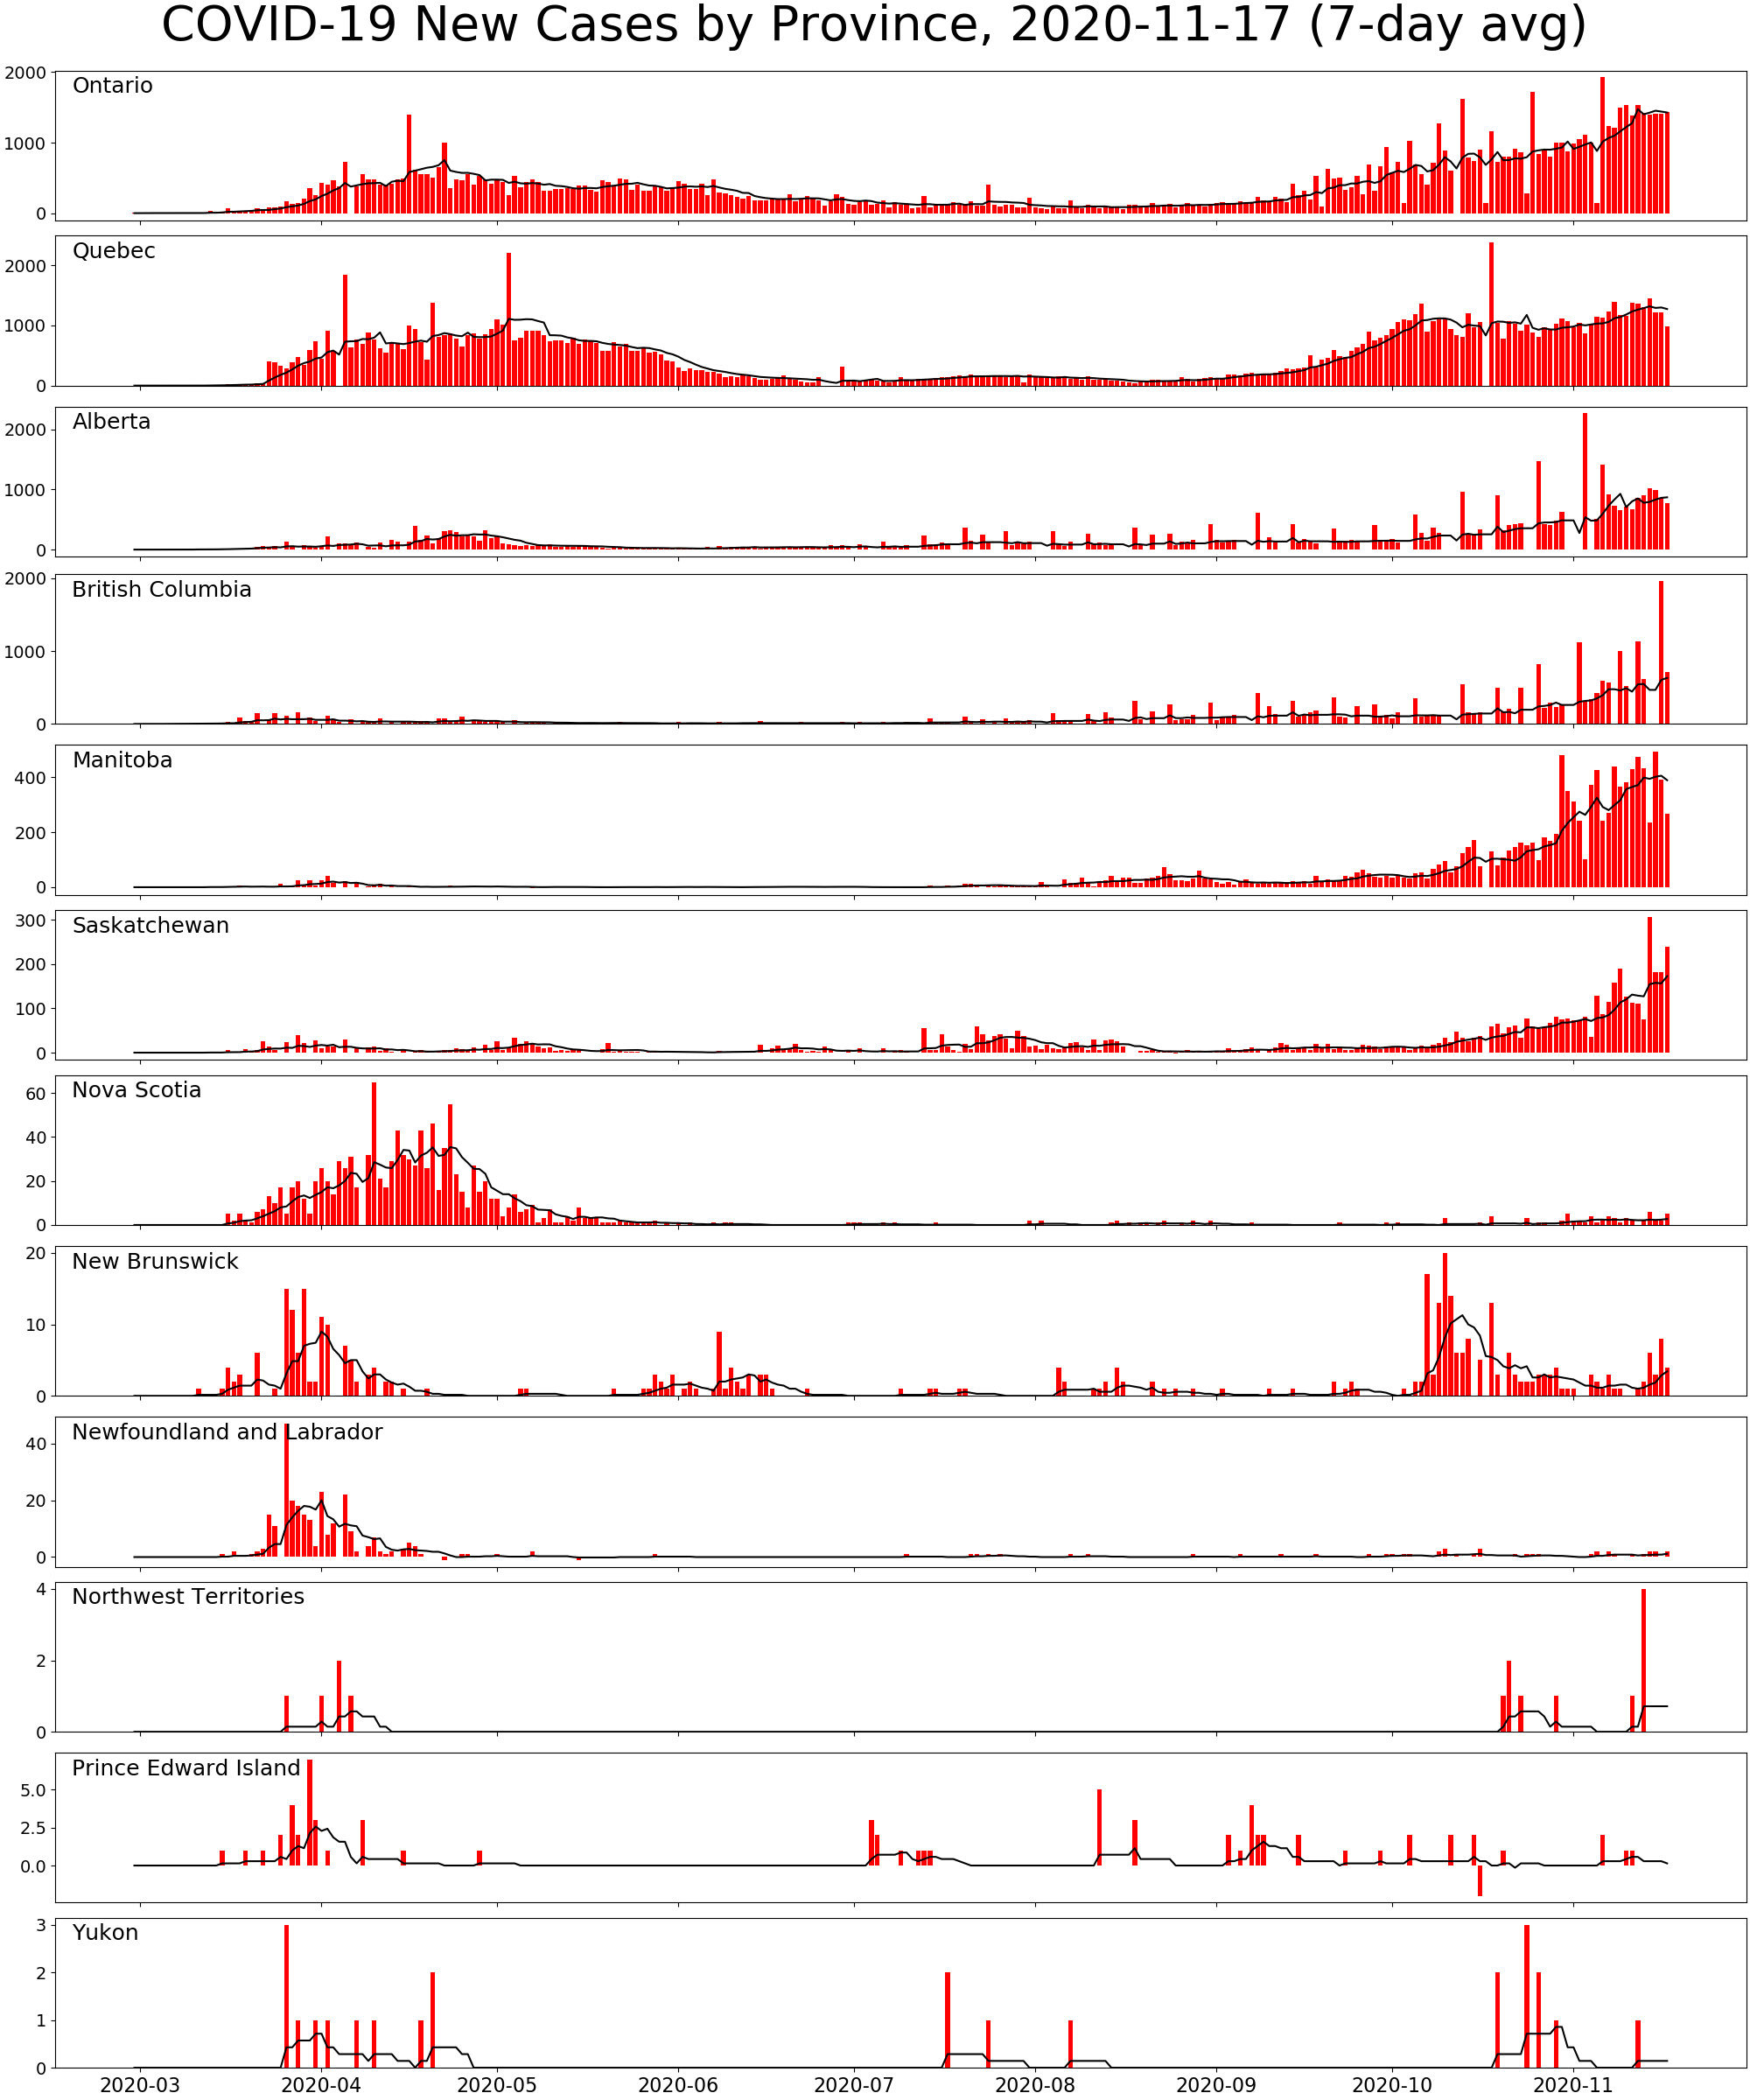 COVID-19 New Cases by Province, 2020-11-17 (7-day avg)
Ontario
2000
1000
0
Quebec
2000
1000
0
Alberta
2000
1000
0
British Columbia
2000
1000
0
Manitoba
400
200
0
Saskatchewan
300
200
100
0
Nova Scotia
60
40
20
0
New Brunswick
20
10
0
Newfoundland and Labrador
40
20
0
Northwest Territories
4
2
0
Prince Edward Island
5.0
2.5
0.0
Yukon
3
2
1
0
2020-03 2020-04 2020-05 2020-06 2020-07 2020-08 2020-09 2020-10 2020-11